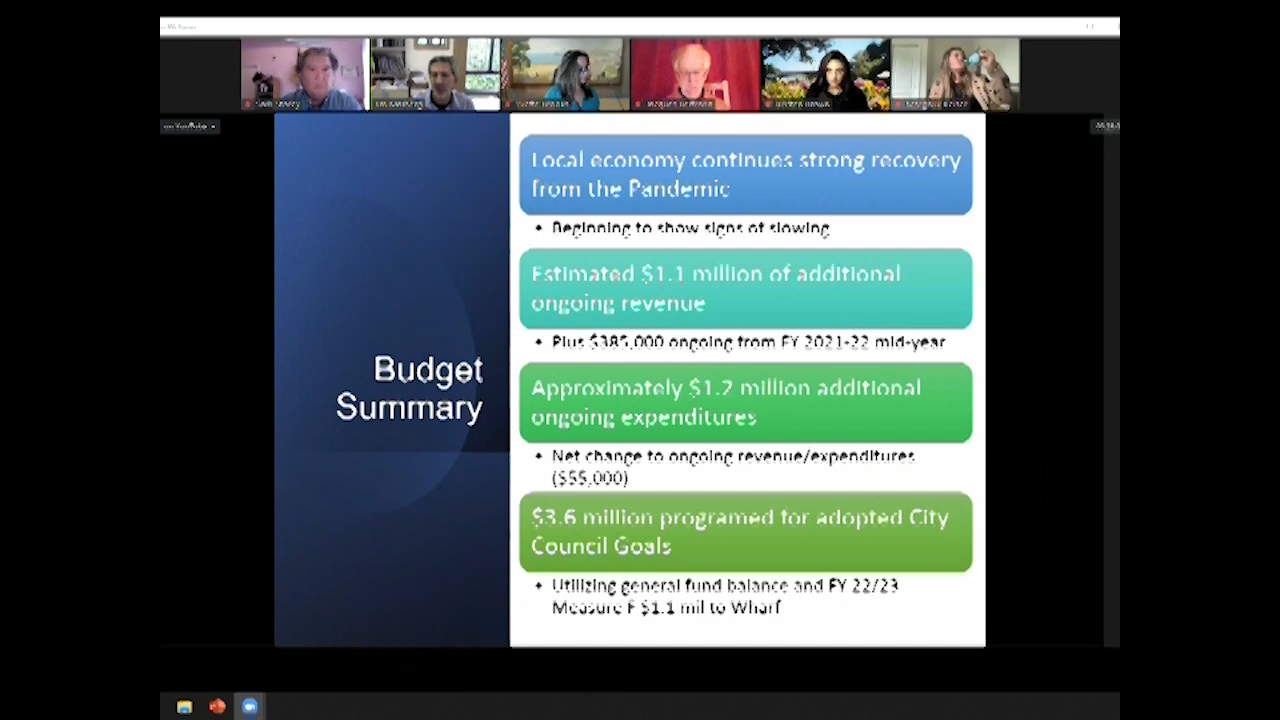 Budget
Summary
Local economy continues strong recovery
from the Pandemic
• Beginning to show signs of slowing
Estimated $1.1 million of additional
ongoing revenue
• Plus $385,000 ongoing from FY 2021-22 mid-year
Approximately $1.2 million additional
ongoing expenditures
• Net change to ongoing revenue/expenditures
($55,000)
$3.6 million programed for adopted City
Council Goals
• Utilizing general fund balance and FY 22/23
Measure F $1.1 mil to Wharf